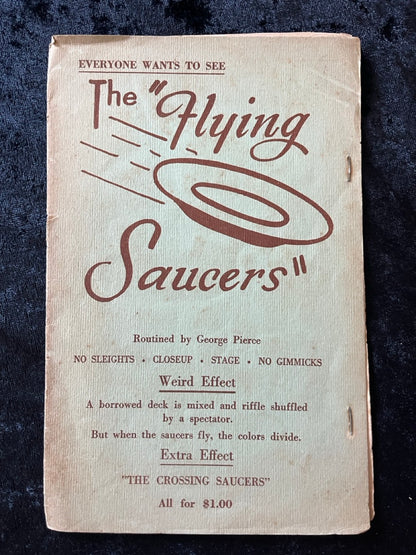 EVERYONE WANTS TO SEE
The "Flying
Saucers"
Routined by George Pierce
NO SLEIGHTS • CLOSEUP • STAGE • NO GIMMICKS
Weird Effect
A borrowed deck is mixed and riffle shuffled
by a spectator.
But when the saucers fly, the colors divide.
Extra Effect
"THE CROSSING SAUCERS"
All for $1.00